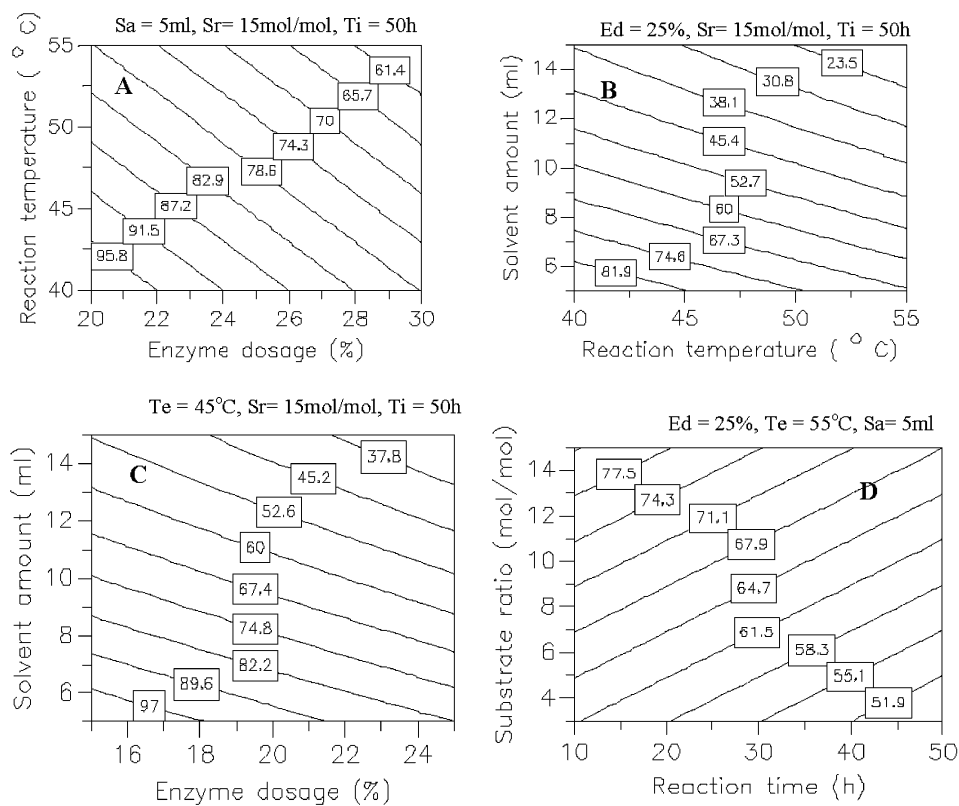 Sa = 5ml, Sr= 15mol/mol, Ti = 50h
A
Reaction temperature ( ° C)
55
50
45
40
61.4
65.7
70
74.3
78.6
82.9
87.2
91.5
95.8
20 22 24 26 28 30
Enzyme dosage (%)
Ed = 25%, Sr= 15mol/mol, Ti = 50h
B
Solvent amount (ml)
14
12
10
8
6
23.5
30.8
38.1
45.4
52.7
60
67.3
74.6
81.9
40 45 50 55
Reaction temperature ( ° C)
Te = 45°C, Sr= 15mol/mol, Ti = 50h
C
Solvent amount (ml)
14
12
10
8
6
37.8
45.2
52.6
60
67.4
74.8
82.2
89.6
97
16 18 20 22 24
Enzyme dosage (%)
Ed = 25%, Te = 55°C, Sa= 5ml
D
Substrate ratio (mol/mol)
14
12
10
8
6
4
77.5
74.3
71.1
67.9
64.7
61.5
58.3
55.1
51.9
10 20 30 40 50
Reaction time (h)